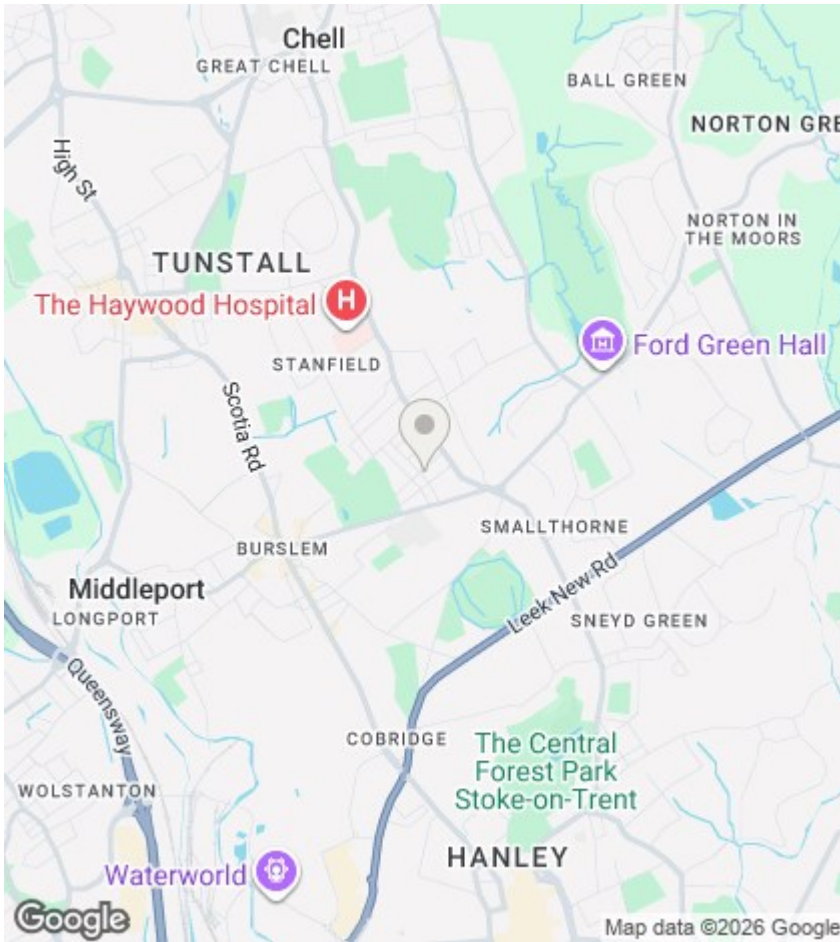 Chell
GREAT CHELL
BALL GREEN
NORTON GRE
High St
NORTON IN
THE MOORS
TUNSTALL
The Haywood Hospital
H
Ford Green Hall
STANFIELD
Scotia Rd
SMALLTHORNE
BURSLEM
Middleport
Leek New Rd
LONGPORT
SNEYD GREEN
Queensway
COBRIDGE
The Central
Forest Park
Stoke-on-Trent
WOLSTANTON
HANLEY
Waterworld
Google
Map data ©2026 Google